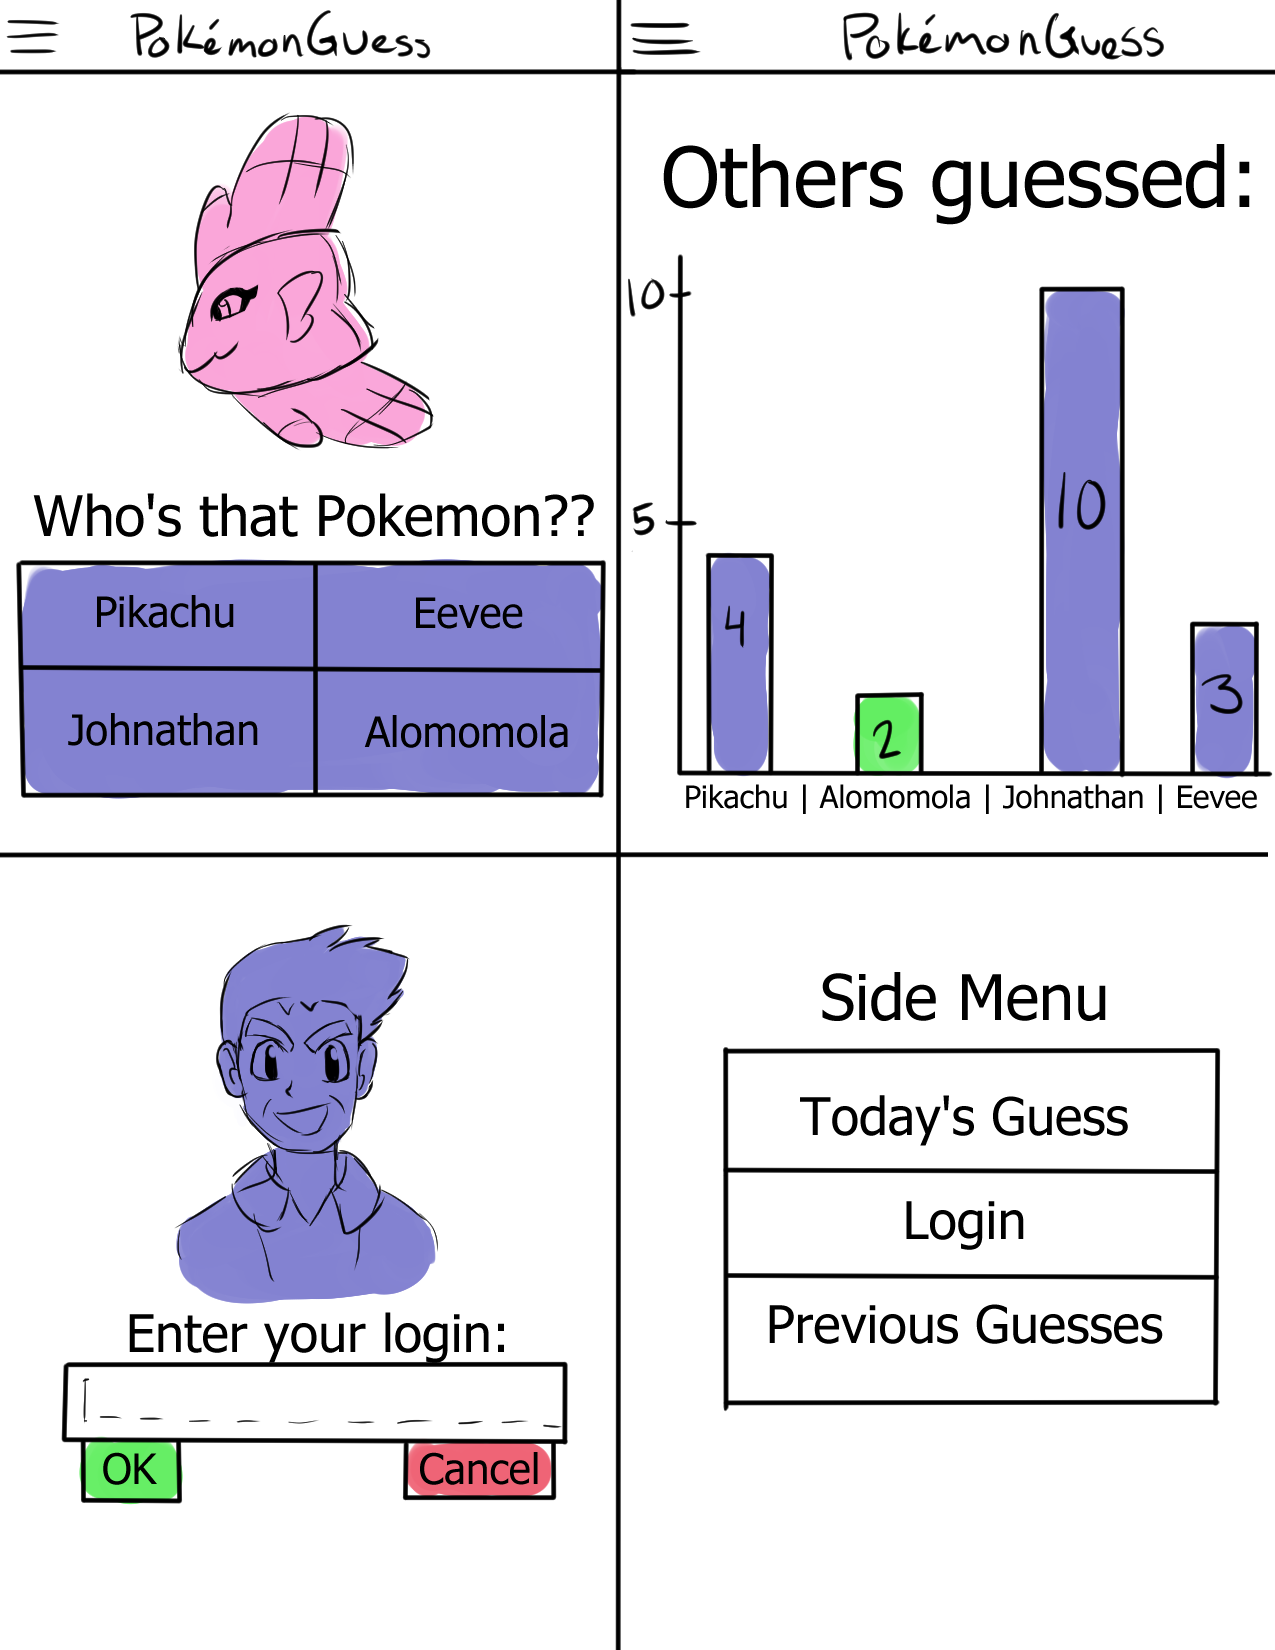 PokémonGuess
Who's that Pokemon??
Pikachu
Eevee
Johnathan
Alomomola
PokémonGuess
Others guessed:
10
5
4
2
10
3
Pikachu | Alomomola | Johnathan | Eevee
Enter your login:
OK
Cancel
Side Menu
Today's Guess
Login
Previous Guesses